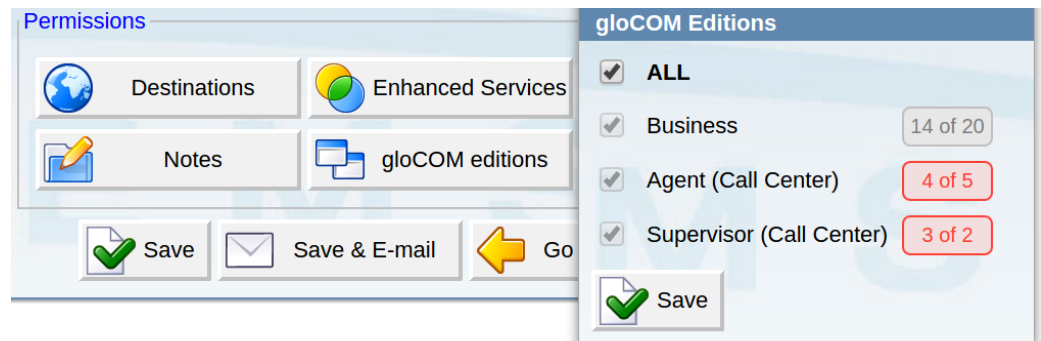 Permissions
Destinations
Enhanced Services
Notes
gloCOM editions
Save
Save & E-mail
Go
gloCOM Editions
ALL
Business
14 of 20
Agent (Call Center)
4 of 5
Supervisor (Call Center)
3 of 2
Save